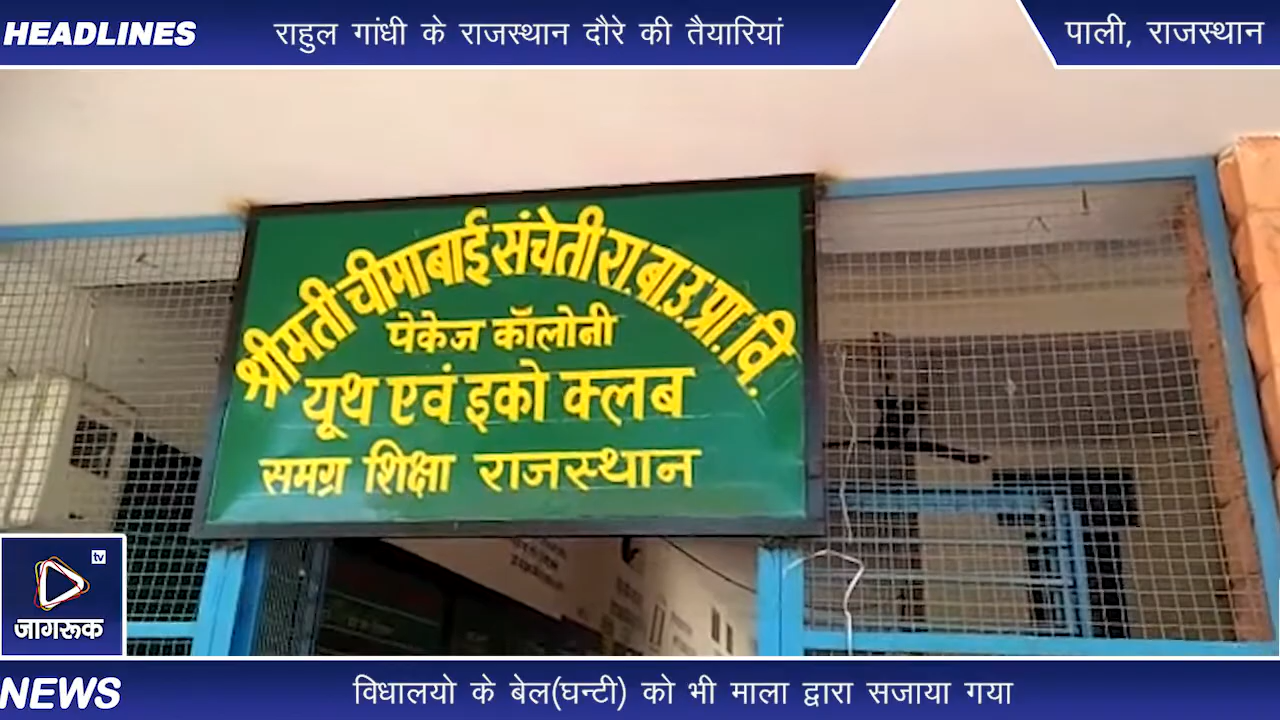 HEADLINES राहुल गांधी के राजस्थान दौरे की तैयारियां पाली, राजस्थान
श्रीमती चीमाबाई संचेती रा.बा.उ.प्रा.वि.
पेकेज कॉलोनी
यूथ एवं इको क्लब
समग्र शिक्षा राजस्थान
tv
जागरूक
NEWS विधालयो के बेल(घन्टी) को भी माला द्वारा सजाया गया